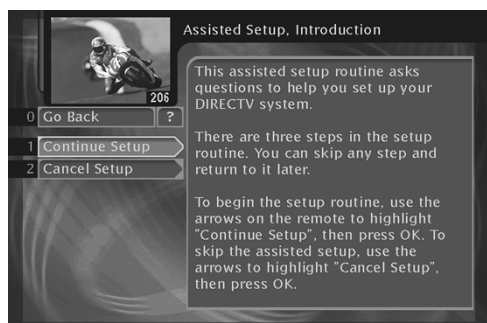 Assisted Setup, Introduction
206
0 Go Back ?
1 Continue Setup
2 Cancel Setup
This assisted setup routine asks
questions to help you set up your
DIRECTV system.
There are three steps in the setup
routine. You can skip any step and
return to it later.
To begin the setup routine, use the
arrows on the remote to highlight
"Continue Setup", then press OK. To
skip the assisted setup, use the
arrows to highlight "Cancel Setup",
then press OK.